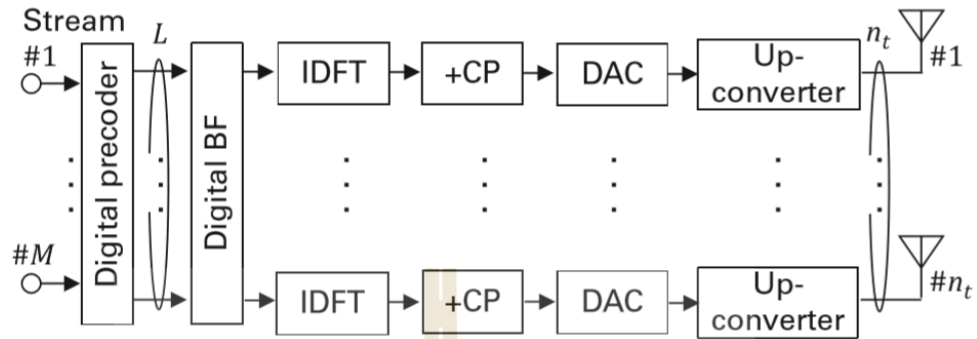 Stream
#1
L
Digital precoder
Digital BF
IDFT
+CP
DAC
Up-
converter
n_t
#1
#M
IDFT
+CP
DAC
Up-
converter
#n_t